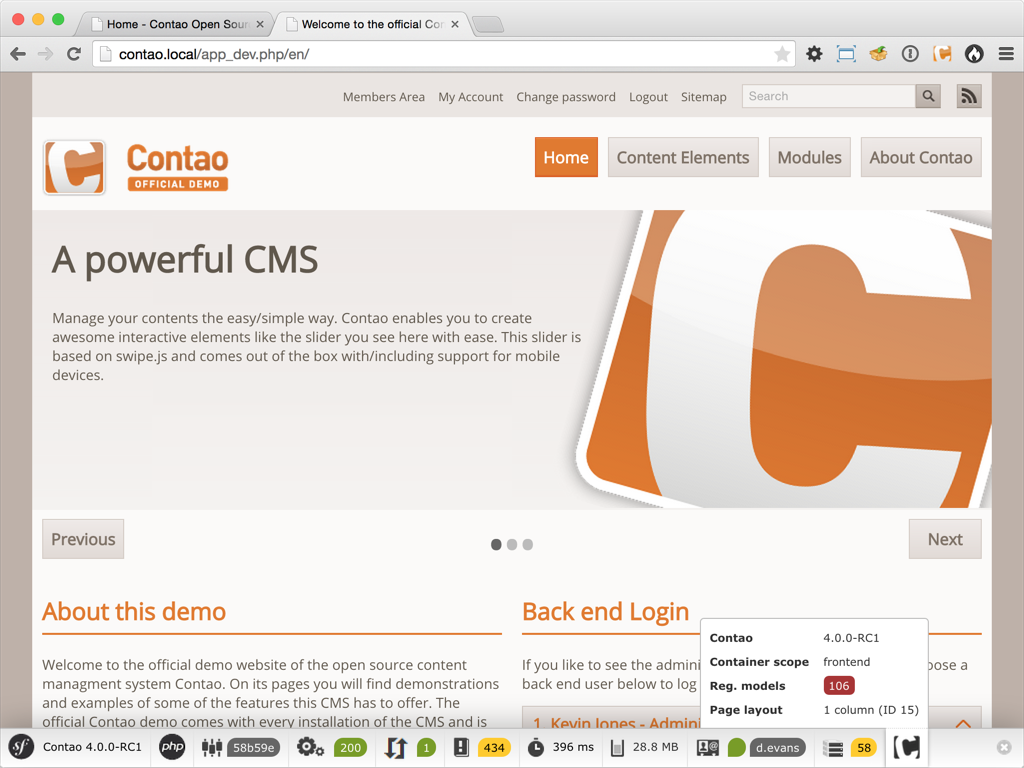 Home - Contao Open Sour
Welcome to the official Con
contao.local/app_dev.php/en/
Members Area My Account Change password Logout Sitemap Search
Contao
OFFICIAL DEMO
Home Content Elements Modules About Contao
A powerful CMS
Manage your contents the easy/simple way. Contao enables you to create
awesome interactive elements like the slider you see here with ease. This slider is
based on swipe.js and comes out of the box with/including support for mobile
devices.
Previous
Next
About this demo
Welcome to the official demo website of the open source content
managment system Contao. On its pages you will find demonstrations
and examples of some of the features this CMS has to offer. The
official Contao demo comes with every installation of the CMS and is
Back end Login
If you like to see the admini
ose a
back end user below to log
1. Kevin Jones - Admini
Contao 4.0.0-RC1
Container scope frontend
Reg. models 106
Page layout 1 column (ID 15)
sf Contao 4.0.0-RC1 php 58b59e 200 1 434 396 ms 28.8 MB d.evans 58